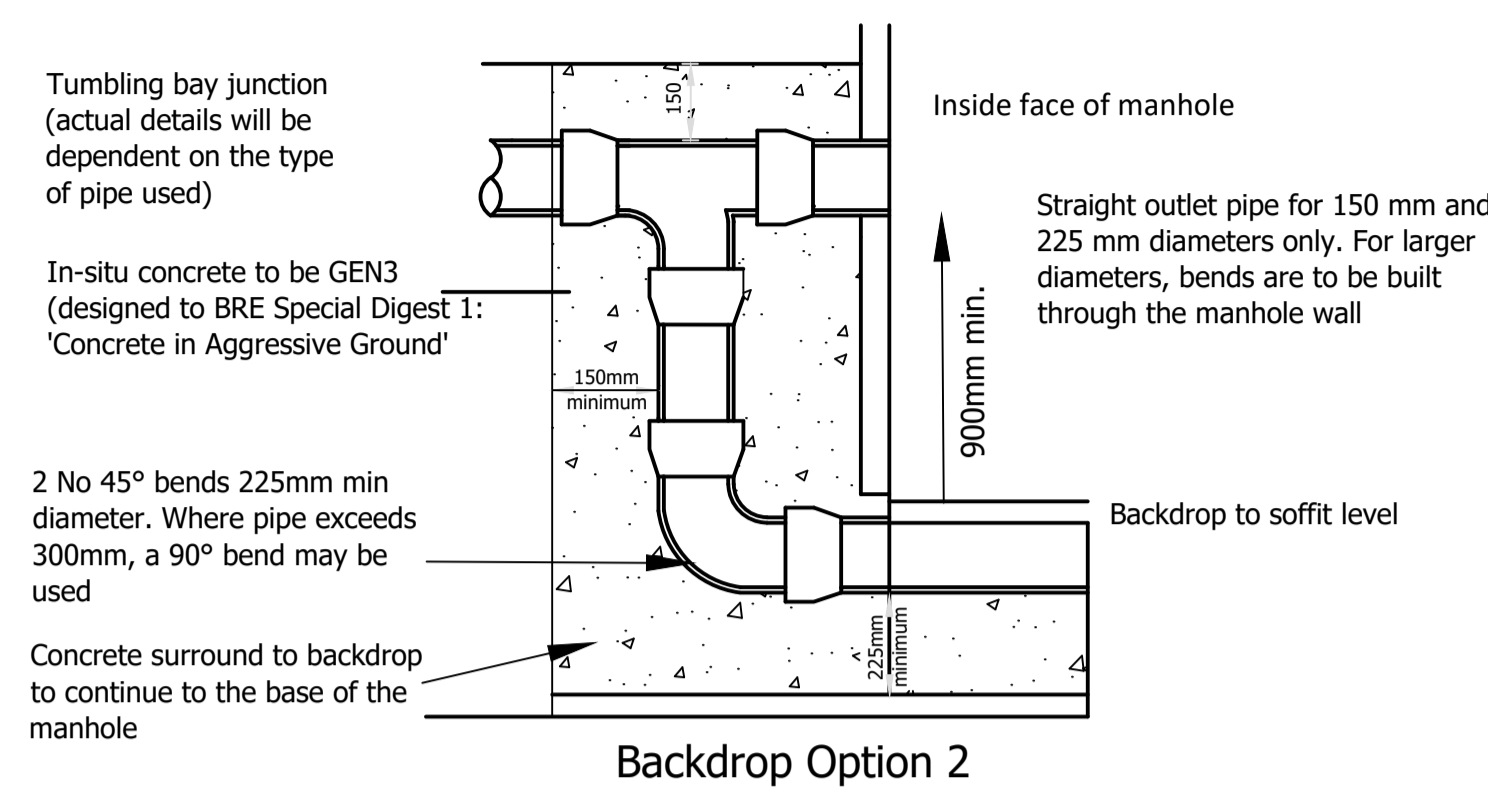 Tumbling bay junction
(actual details will be
dependent on the type
of pipe used)
150
Inside face of manhole
Straight outlet pipe for 150 mm and
225 mm diameters only. For larger
diameters, bends are to be built
through the manhole wall
In-situ concrete to be GEN3
(designed to BRE Special Digest 1:
'Concrete in Aggressive Ground'
150mm
minimum
900mm min.
2 No 45° bends 225mm min
diameter. Where pipe exceeds
300mm, a 90° bend may be
used
Backdrop to soffit level
Concrete surround to backdrop
to continue to the base of the
manhole
225mm
minimum
Backdrop Option 2